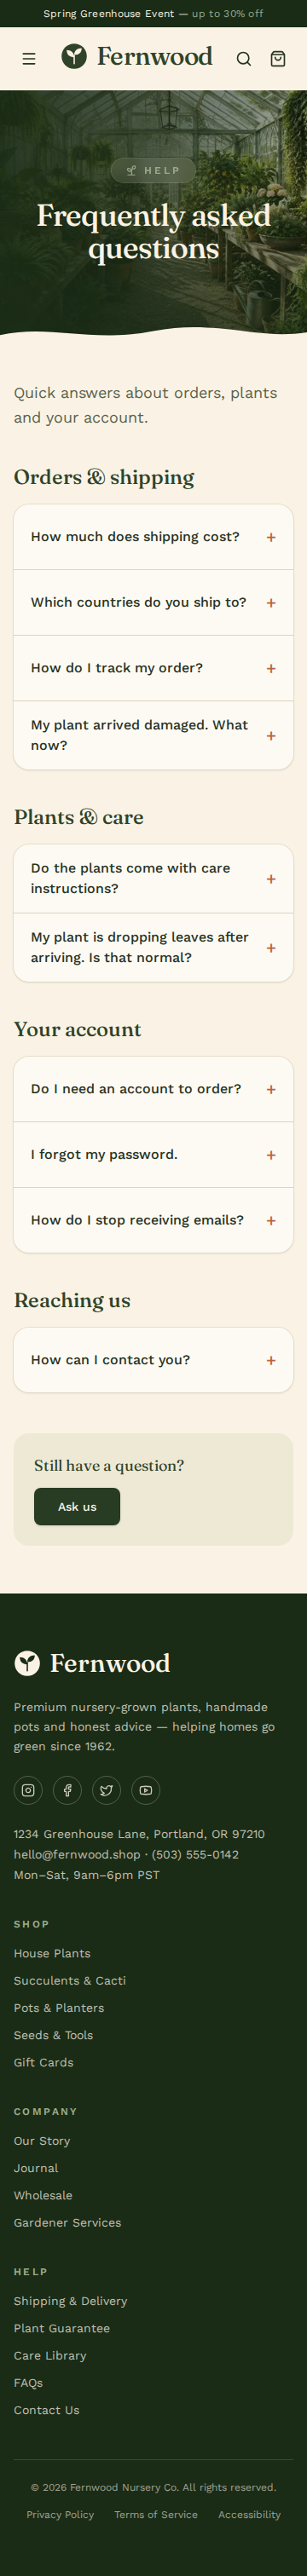 Spring Greenhouse Event — up to 30% off
Fernwood
HELP
Frequently asked
questions
Quick answers about orders, plants
and your account.
Orders & shipping
How much does shipping cost?
Which countries do you ship to?
How do I track my order?
My plant arrived damaged. What
now?
Plants & care
Do the plants come with care
instructions?
My plant is dropping leaves after
arriving. Is that normal?
Your account
Do I need an account to order?
I forgot my password.
How do I stop receiving emails?
Reaching us
How can I contact you?
Still have a question?
Ask us
Fernwood
Premium nursery-grown plants, handmade
pots and honest advice — helping homes go
green since 1962.
1234 Greenhouse Lane, Portland, OR 97210
hello@fernwood.shop · (503) 555-0142
Mon–Sat, 9am–6pm PST
SHOP
House Plants
Succulents & Cacti
Pots & Planters
Seeds & Tools
Gift Cards
COMPANY
Our Story
Journal
Wholesale
Gardener Services
HELP
Shipping & Delivery
Plant Guarantee
Care Library
FAQs
Contact Us
© 2026 Fernwood Nursery Co. All rights reserved.
Privacy Policy Terms of Service Accessibility